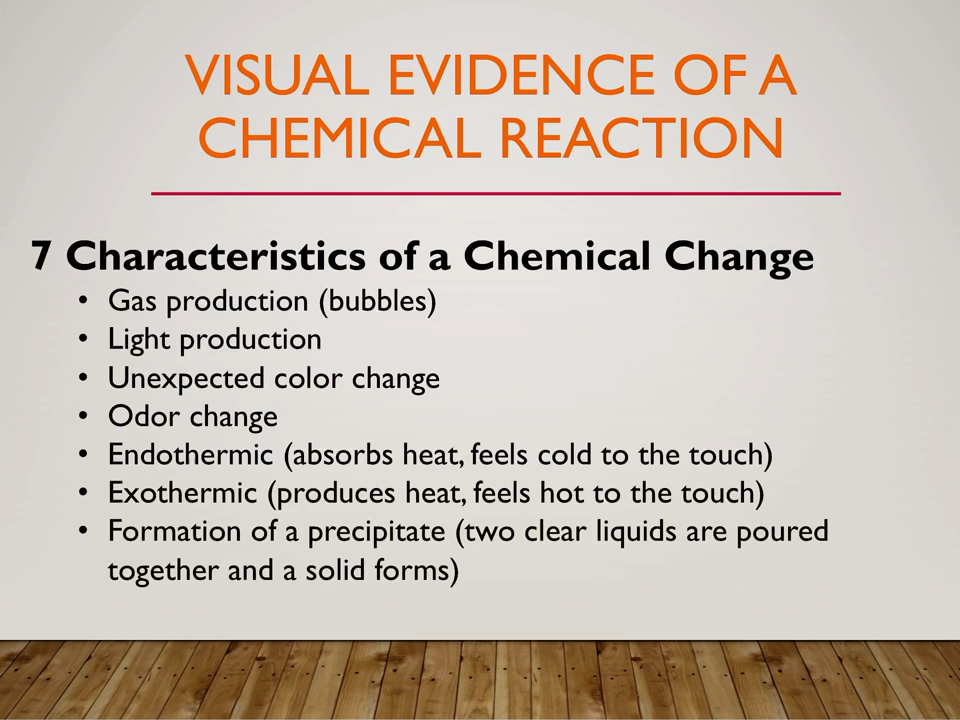 VISUAL EVIDENCE OF A
CHEMICAL REACTION
7 Characteristics of a Chemical Change
• Gas production (bubbles)
• Light production
• Unexpected color change
• Odor change
• Endothermic (absorbs heat, feels cold to the touch)
• Exothermic (produces heat, feels hot to the touch)
• Formation of a precipitate (two clear liquids are poured
together and a solid forms)